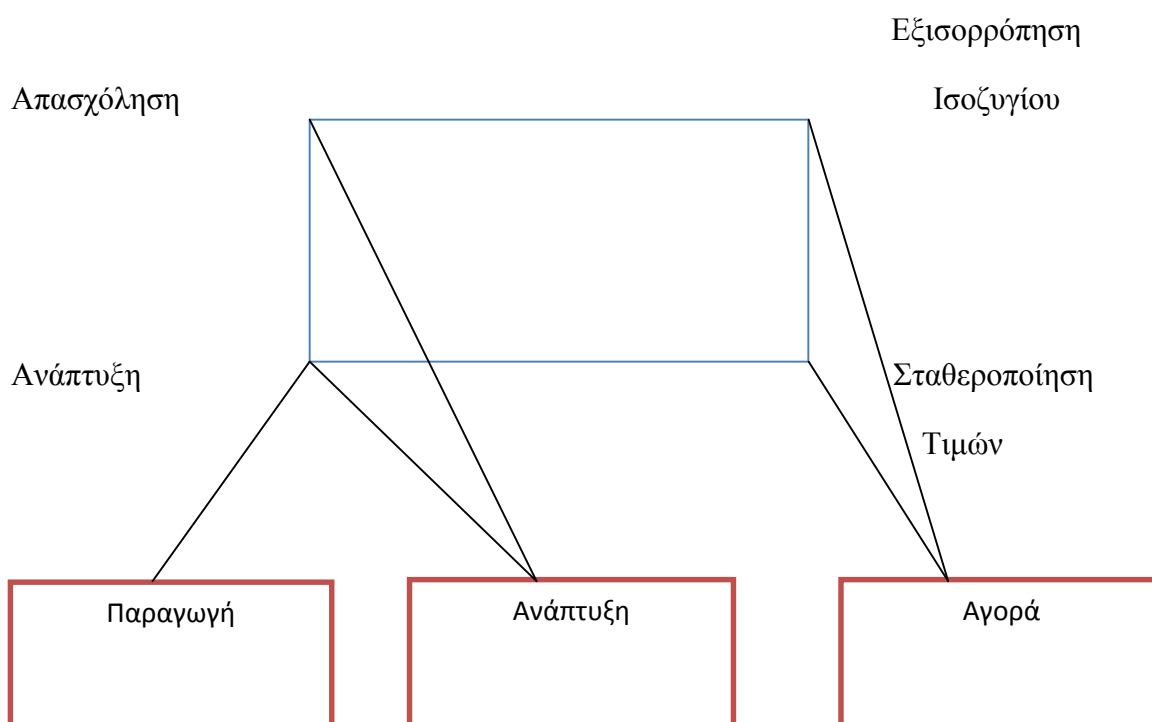 Εξισορρόπηση
Απασχόληση
Ισοζυγίου
Ανάπτυξη
Σταθεροποίηση
Τιμών
Παραγωγή
Ανάπτυξη
Αγορά